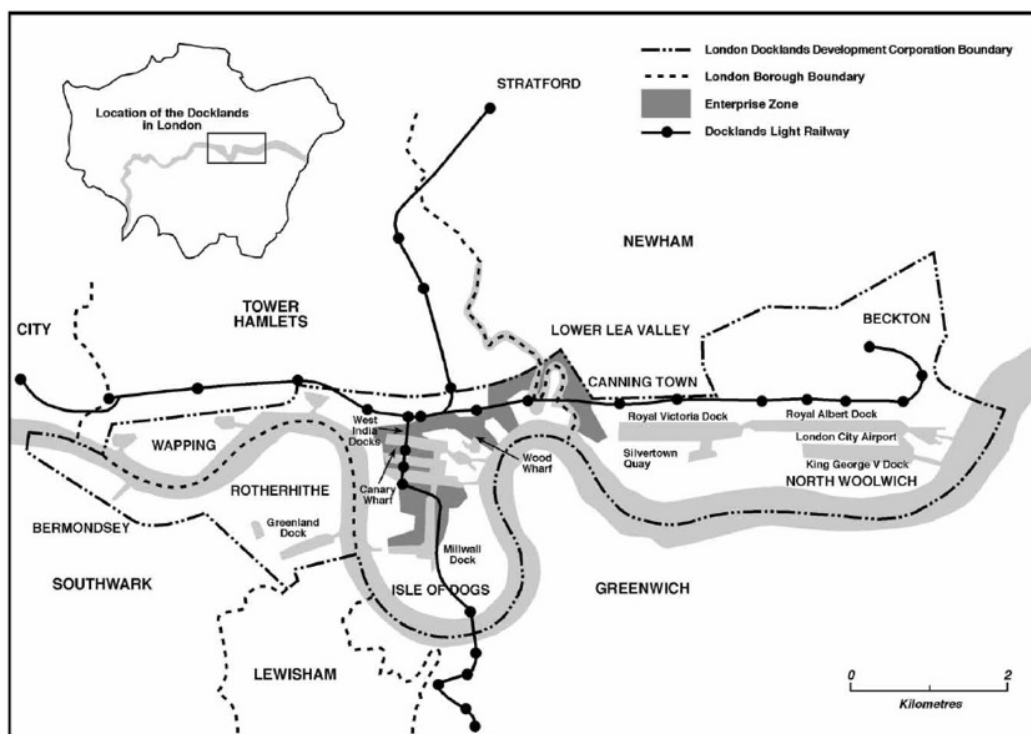 London Docklands Development Corporation Boundary
London Borough Boundary
Enterprise Zone
Docklands Light Railway
Location of the Docklands
in London
STRATFORD
NEWHAM
TOWER
HAMLETS
CITY
BECKTON
LOWER LEA VALLEY
CANNING TOWN
West
India
Docks
Royal Victoria Dock
Royal Albert Dock
WAPPING
London City Airport
Silvertown
Quay
Wood
Wharf
King George V Dock
NORTH WOOLWICH
ROTHERHITHE
Canary
Wharf
BERMONDSEY
Greenland
Dock
Millwall
Dock
SOUTHWARK
ISLE OF DOGS
GREENWICH
LEWISHAM
0
2
Kilometres